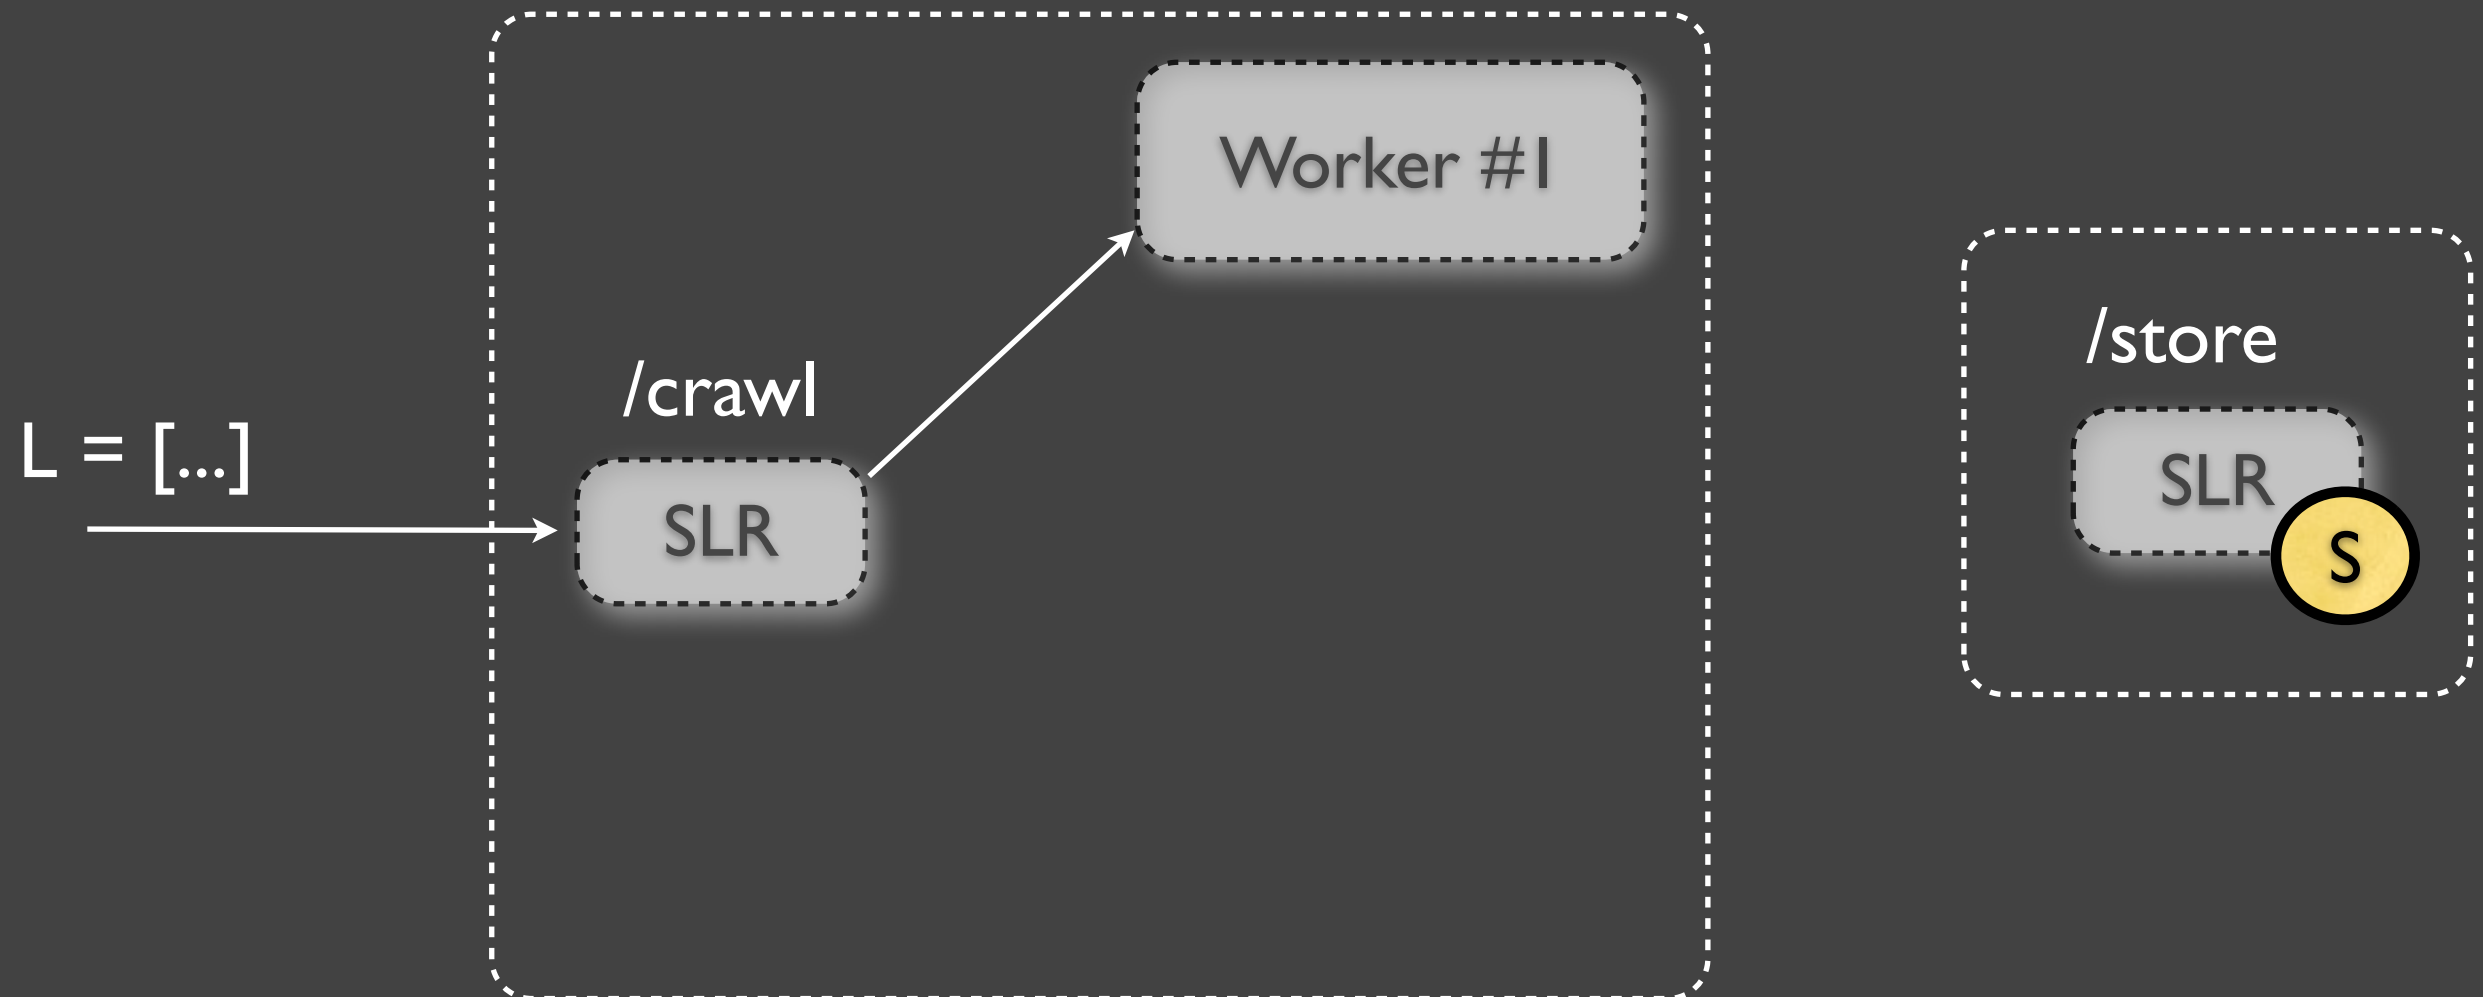 Worker #1
/store
/crawl
L = [...]
SLR
SLR
S